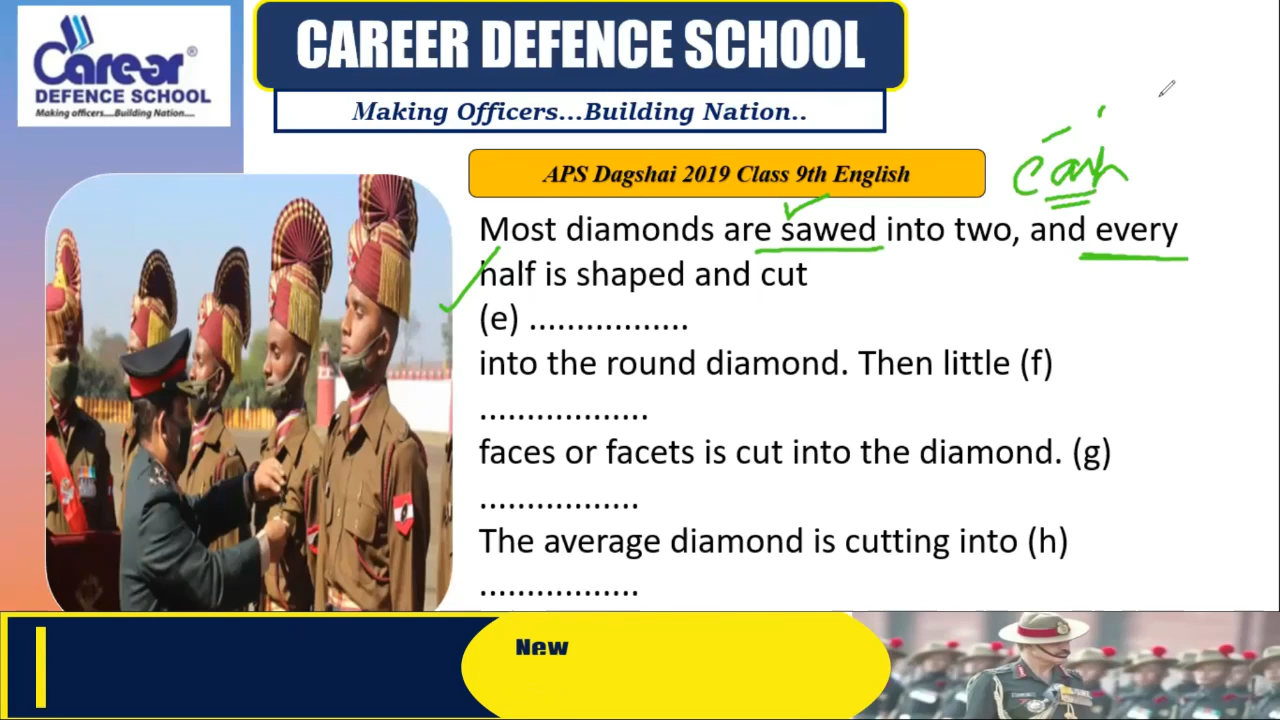 Career®
DEFENCE SCHOOL
Making officers....Building Nation....
CAREER DEFENCE SCHOOL
Making Officers...Building Nation..
APS Dagshai 2019 Class 9th English
Most diamonds are sawed into two, and every
half is shaped and cut
(e) .................
into the round diamond. Then little (f)
..................
faces or facets is cut into the diamond. (g)
.................
The average diamond is cutting into (h)
.................
New